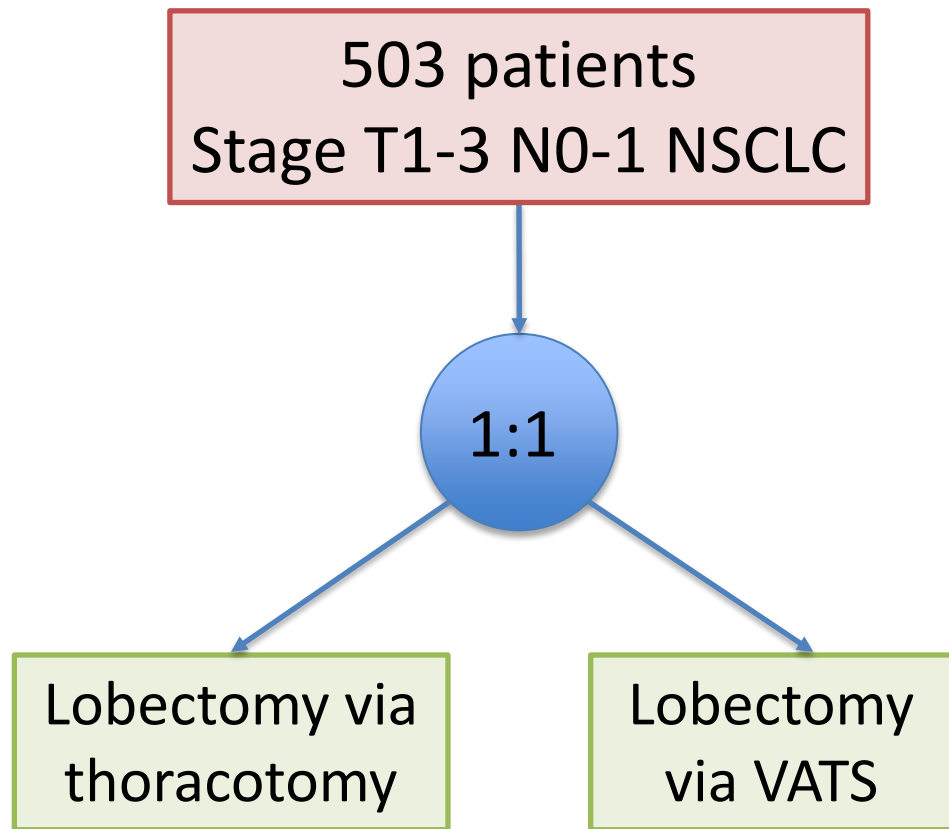 503 patients
Stage T1-3 N0-1 NSCLC
1:1
Lobectomy via
thoracotomy
Lobectomy
via VATS